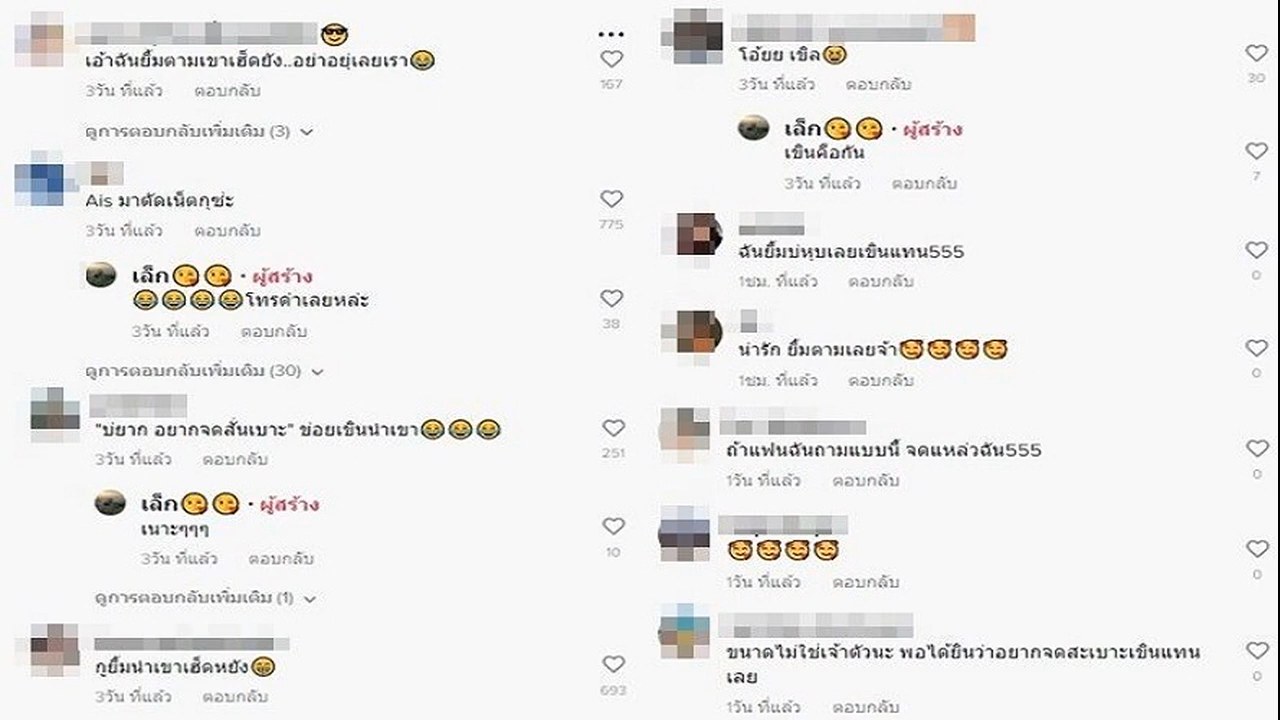 เอ้าฉันยิ้มตามเขาเฮ็ดยัง..อย่าอยู่เลยเรา😂
167
3วัน ที่แล้ว ตอบกลับ
ดูการตอบกลับเพิ่มเติม (3)
Ais มาตัดเน็ตกูซ่ะ
775
3วัน ที่แล้ว ตอบกลับ
เล็ก😋😋 · ผู้สร้าง
😂😂😂😂โทรด่าเลยหล่ะ
38
3วัน ที่แล้ว ตอบกลับ
ดูการตอบกลับเพิ่มเติม (30)
"บ่ยาก อยากจดสั่นเบาะ" ข่อยเขินนำเขา😂😂😂
251
3วัน ที่แล้ว ตอบกลับ
เล็ก😋😋 · ผู้สร้าง
เนาะๆๆๆ
10
3วัน ที่แล้ว ตอบกลับ
ดูการตอบกลับเพิ่มเติม (1)
กูยิ้มนำเขาเฮ็ดหยัง😁
693
3วัน ที่แล้ว ตอบกลับ
โอ้ยย เขิล😆
30
3วัน ที่แล้ว ตอบกลับ
เล็ก😋😋 · ผู้สร้าง
เขินคือกัน
7
3วัน ที่แล้ว ตอบกลับ
ฉันยิ้มบ่หุบเลยเขินแทน555
0
1ชม. ที่แล้ว ตอบกลับ
น่ารัก ยิ้มตามเลยจ้า🥰🥰🥰🥰
0
1ชม. ที่แล้ว ตอบกลับ
ถ้าแฟนฉันถามแบบนี้ จดแหล่วฉัน555
0
1วัน ที่แล้ว ตอบกลับ
🥰🥰🥰🥰
0
1วัน ที่แล้ว ตอบกลับ
ขนาดไม่ใช่เจ้าตัวนะ พอได้ยินว่าอยากจดสะเบาะเขินแทน
เลย
0
1วัน ที่แล้ว ตอบกลับ